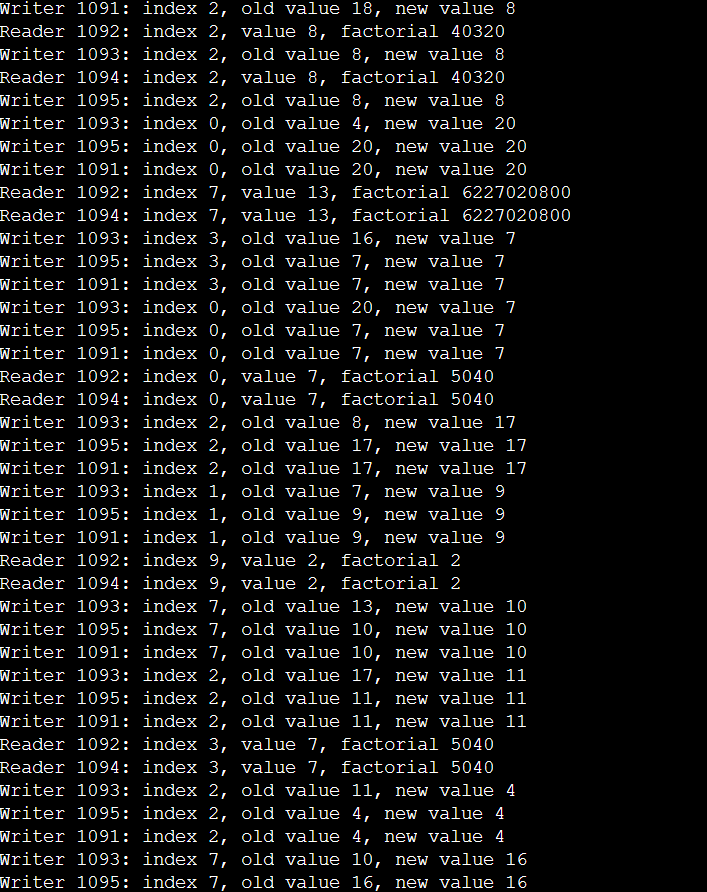 Writer 1091: index 2, old value 18, new value 8
Reader 1092: index 2, value 8, factorial 40320
Writer 1093: index 2, old value 8, new value 8
Reader 1094: index 2, value 8, factorial 40320
Writer 1095: index 2, old value 8, new value 8
Writer 1093: index 0, old value 4, new value 20
Writer 1095: index 0, old value 20, new value 20
Writer 1091: index 0, old value 20, new value 20
Reader 1092: index 7, value 13, factorial 6227020800
Reader 1094: index 7, value 13, factorial 6227020800
Writer 1093: index 3, old value 16, new value 7
Writer 1095: index 3, old value 7, new value 7
Writer 1091: index 3, old value 7, new value 7
Writer 1093: index 0, old value 20, new value 7
Writer 1095: index 0, old value 7, new value 7
Writer 1091: index 0, old value 7, new value 7
Reader 1092: index 0, value 7, factorial 5040
Reader 1094: index 0, value 7, factorial 5040
Writer 1093: index 2, old value 8, new value 17
Writer 1095: index 2, old value 17, new value 17
Writer 1091: index 2, old value 17, new value 17
Writer 1093: index 1, old value 7, new value 9
Writer 1095: index 1, old value 9, new value 9
Writer 1091: index 1, old value 9, new value 9
Reader 1092: index 9, value 2, factorial 2
Reader 1094: index 9, value 2, factorial 2
Writer 1093: index 7, old value 13, new value 10
Writer 1095: index 7, old value 10, new value 10
Writer 1091: index 7, old value 10, new value 10
Writer 1093: index 2, old value 17, new value 11
Writer 1095: index 2, old value 11, new value 11
Writer 1091: index 2, old value 11, new value 11
Reader 1092: index 3, value 7, factorial 5040
Reader 1094: index 3, value 7, factorial 5040
Writer 1093: index 2, old value 11, new value 4
Writer 1095: index 2, old value 4, new value 4
Writer 1091: index 2, old value 4, new value 4
Writer 1093: index 7, old value 10, new value 16
Writer 1095: index 7, old value 16, new value 16